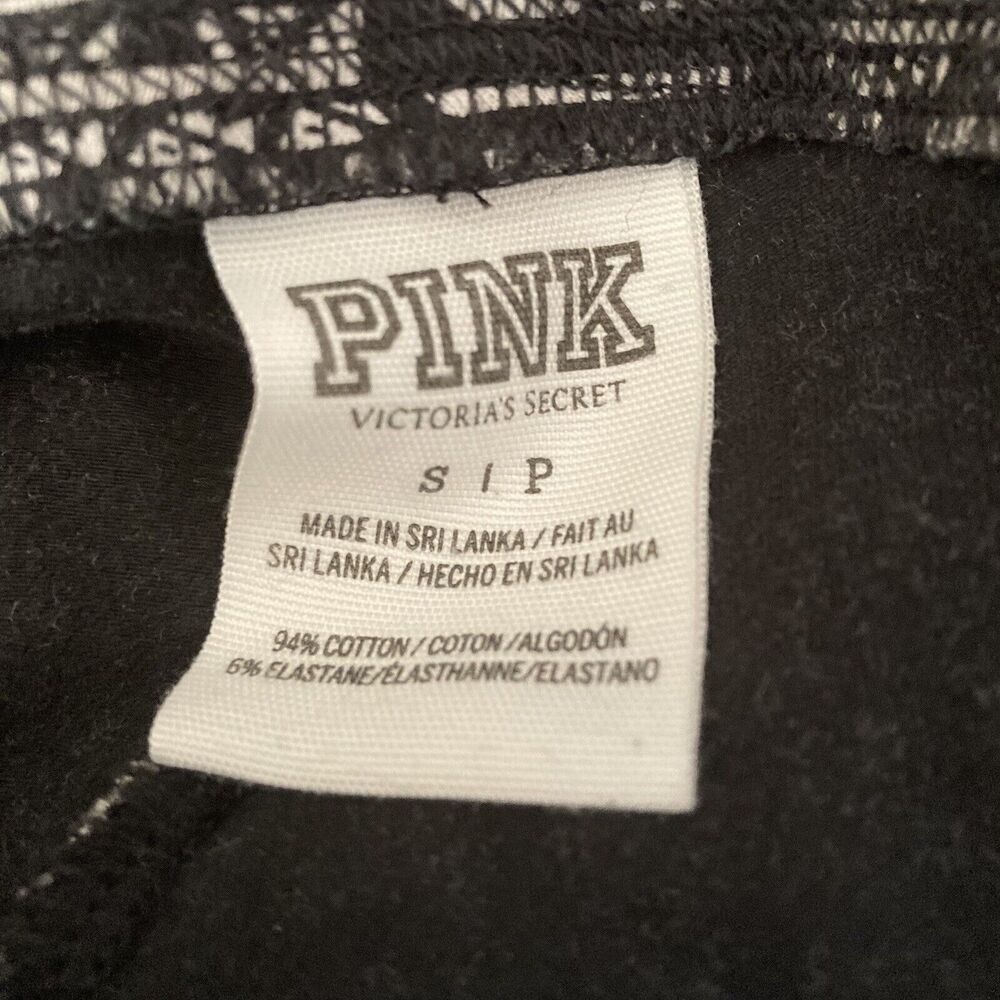 PINK
VICTORIA'S SECRET
S / P
MADE IN SRI LANKA / FAIT AU
SRI LANKA / HECHO EN SRI LANKA
94% COTTON / COTON / ALGODÓN
6% ELASTANE/ÉLASTHANNE/ELASTANO